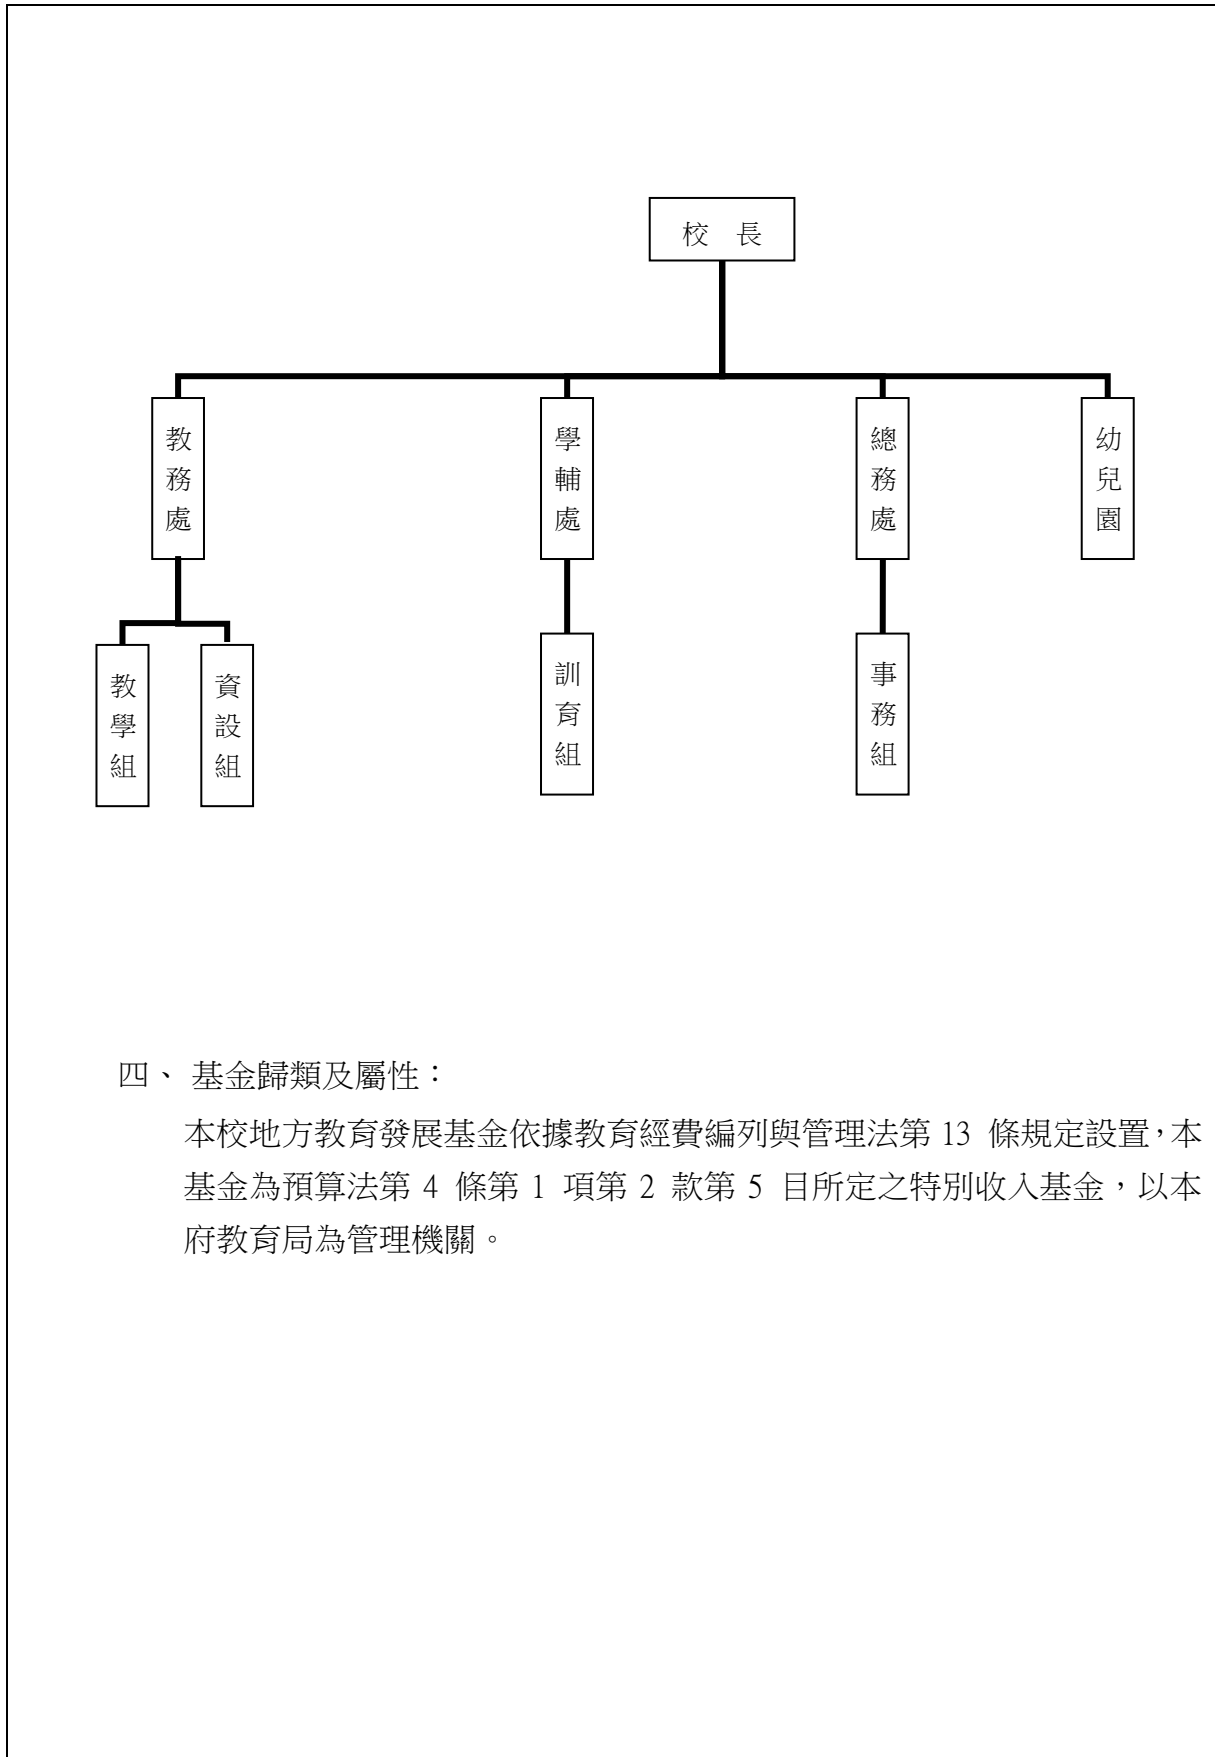 校 長
教務處
學輔處
總務處
幼兒園
教學組
資設組
訓育組
事務組
四、 基金歸類及屬性：
本校地方教育發展基金依據教育經費編列與管理法第 13 條規定設置，本
基金為預算法第 4 條第 1 項第 2 款第 5 目所定之特別收入基金，以本
府教育局為管理機關。